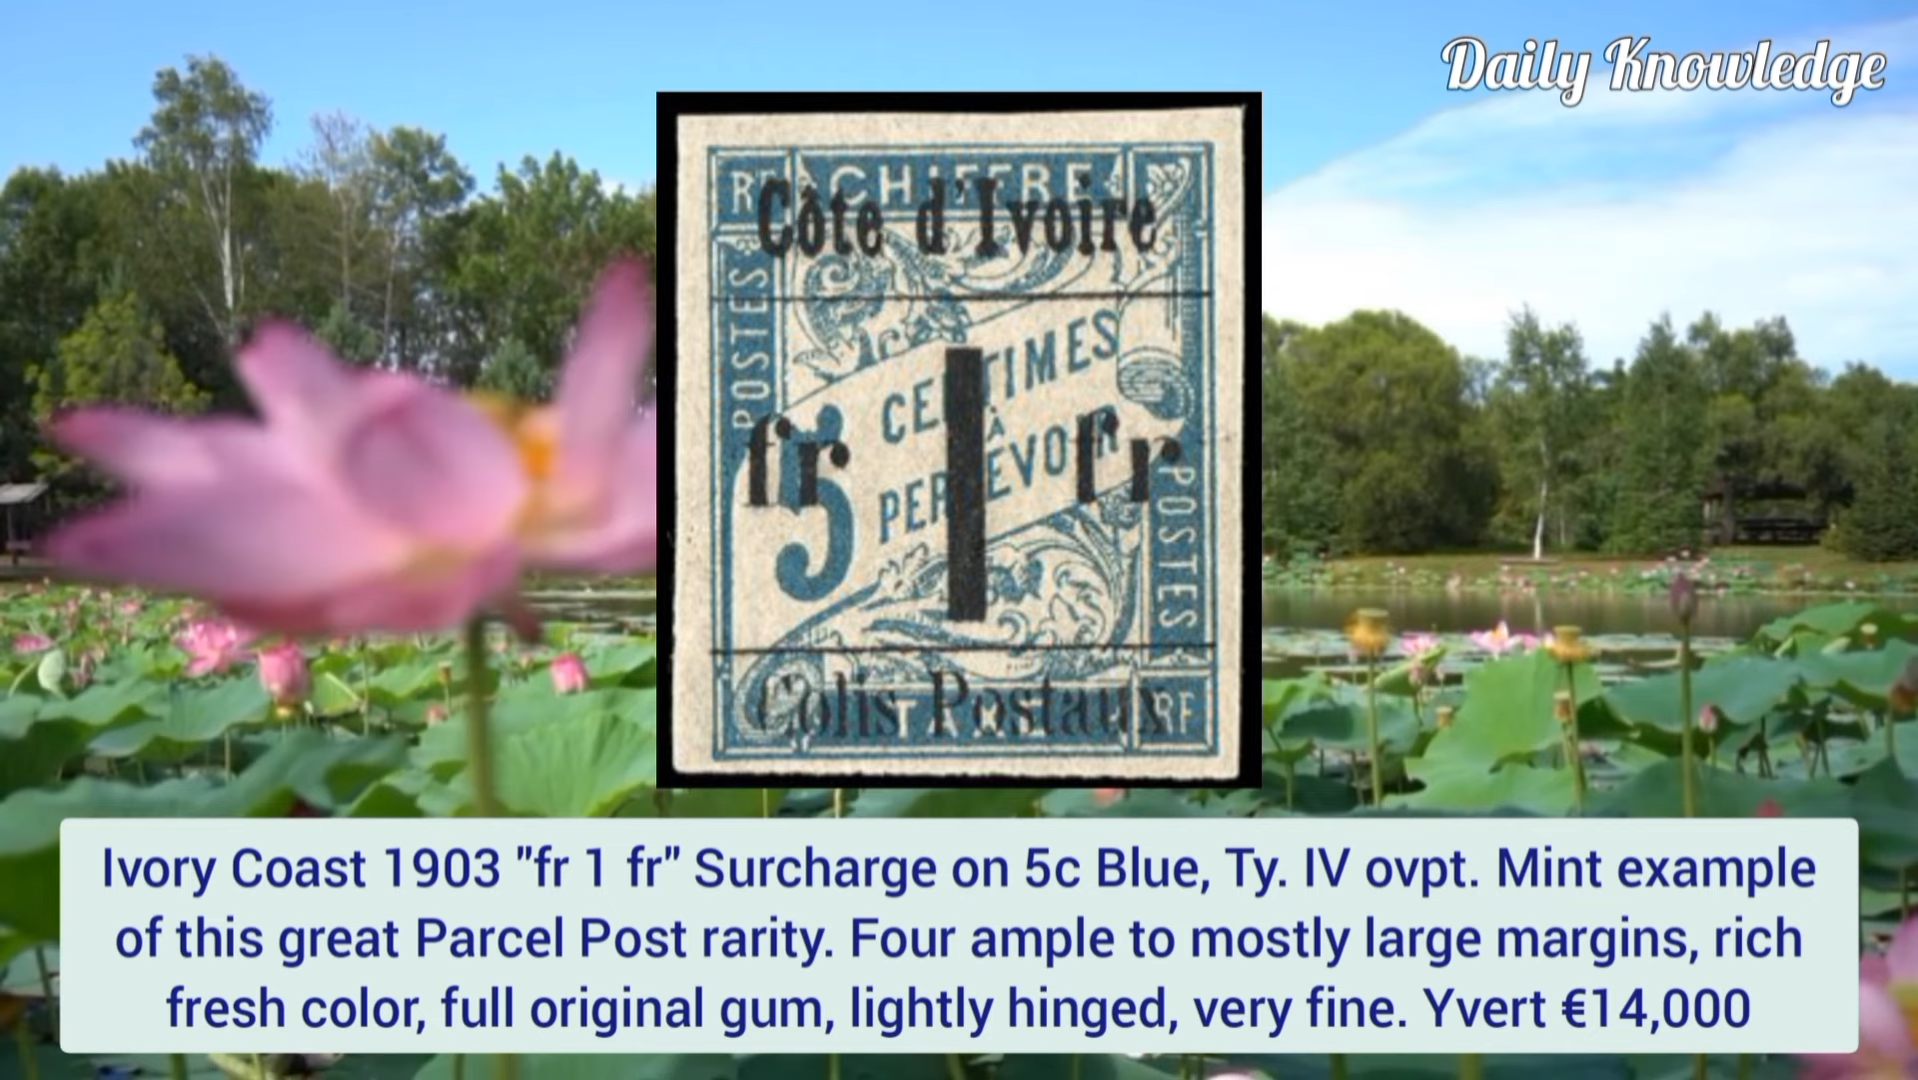 Daily Knowledge
RF CHIFFRE
Côte d'Ivoire
POSTES
CENTIMES
À
PERCEVOIR
5
fr 1 fr
POSTES
Colis Postaux
RF
Ivory Coast 1903 "fr 1 fr" Surcharge on 5c Blue, Ty. IV ovpt. Mint example
of this great Parcel Post rarity. Four ample to mostly large margins, rich
fresh color, full original gum, lightly hinged, very fine. Yvert €14,000